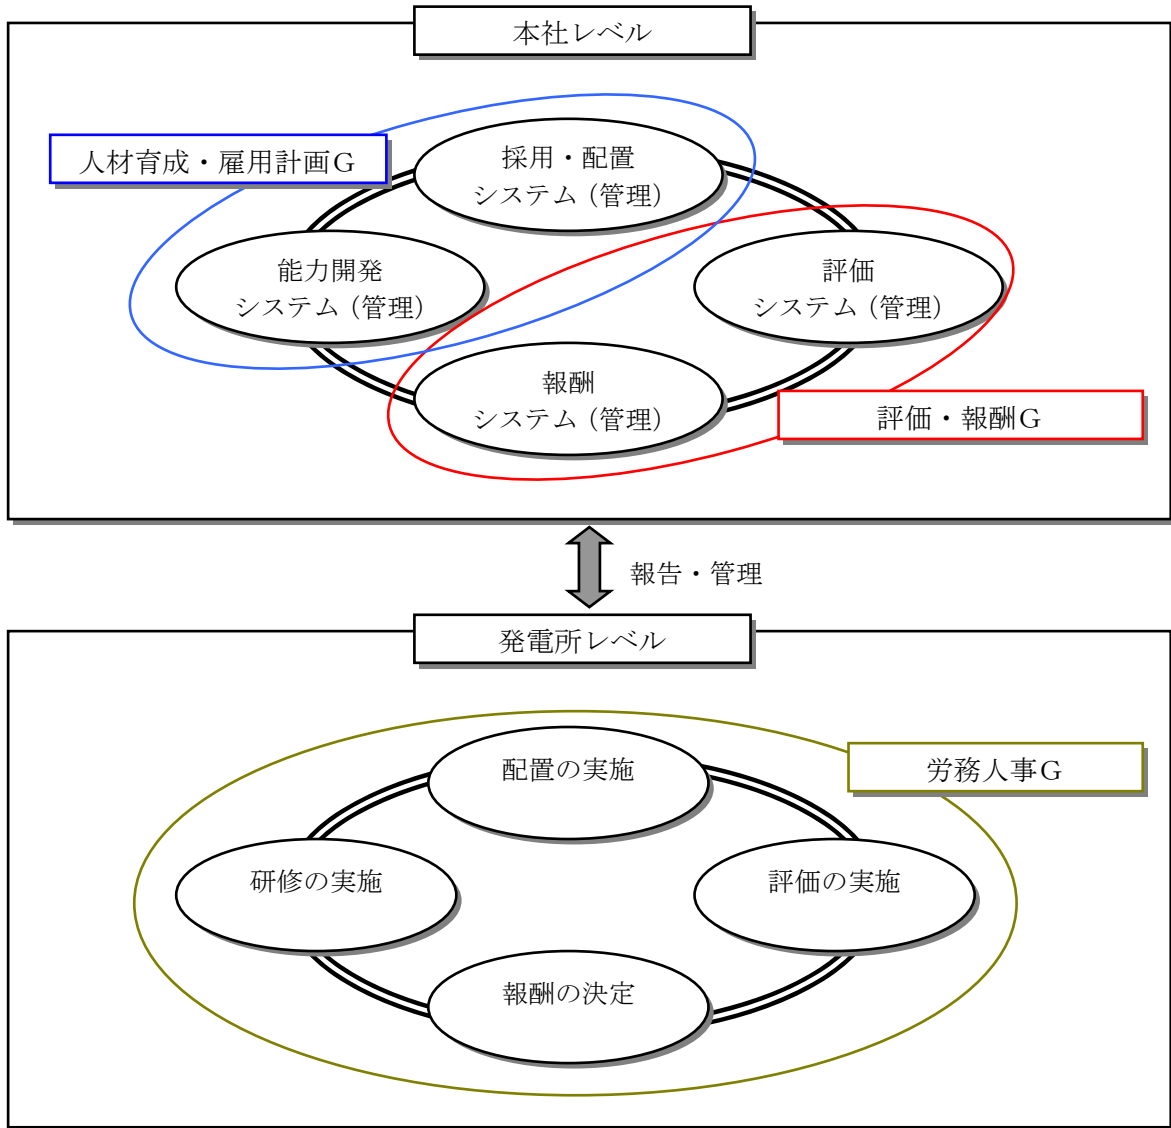 本社レベル
人材育成・雇用計画G
採用・配置
システム（管理）
能力開発
システム（管理）
評価
システム（管理）
報酬
システム（管理）
評価・報酬G
報告・管理
発電所レベル
配置の実施
労務人事G
研修の実施
評価の実施
報酬の決定